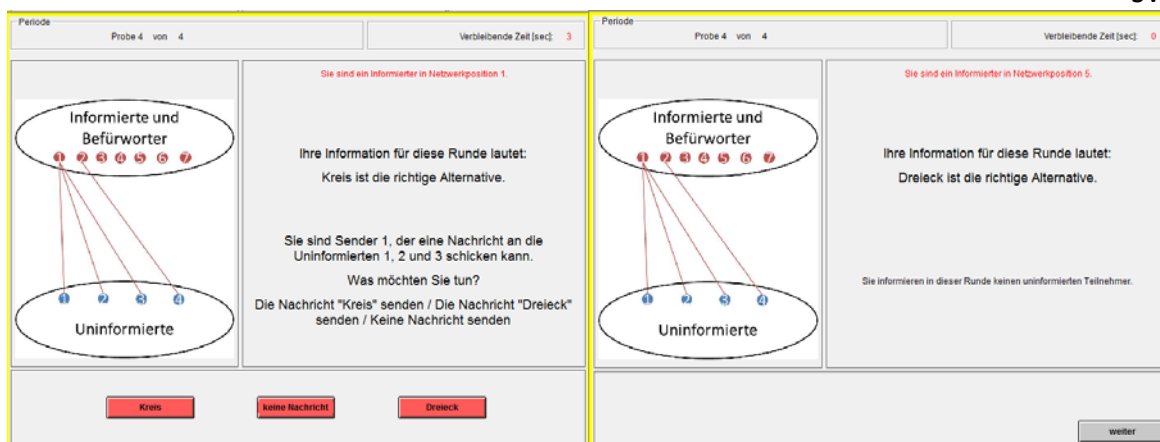 Periode
Probe 4 von 4
Verbleibende Zeit [sec]: 3
Sie sind ein Informierter in Netzwerkposition 1.
Informierte und
Befürworter
1 2 3 4 5 6 7
1 2 3 4
Uninformierte
Ihre Information für diese Runde lautet:
Kreis ist die richtige Alternative.
Sie sind Sender 1, der eine Nachricht an die
Uninformierten 1, 2 und 3 schicken kann.
Was möchten Sie tun?
Die Nachricht "Kreis" senden / Die Nachricht "Dreieck"
senden / Keine Nachricht senden
Kreis
keine Nachricht
Dreieck
Periode
Probe 4 von 4
Verbleibende Zeit [sec]: 0
Sie sind ein Informierter in Netzwerkposition 5.
Informierte und
Befürworter
1 2 3 4 5 6 7
1 2 3 4
Uninformierte
Ihre Information für diese Runde lautet:
Dreieck ist die richtige Alternative.
Sie informieren in dieser Runde keinen uninformierten Teilnehmer.
weiter